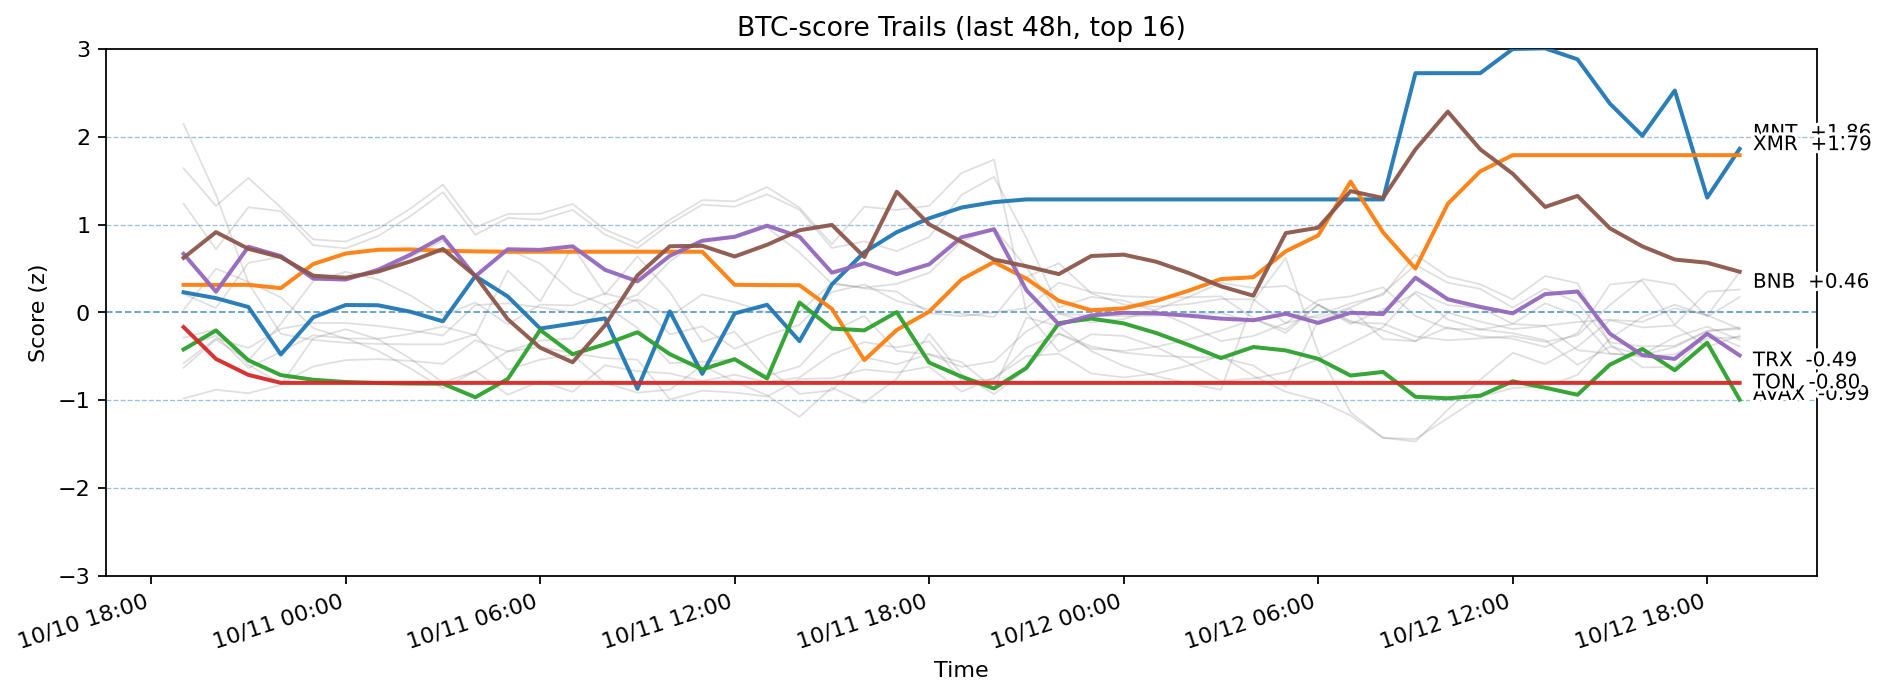 BTC-score Trails (last 48h, top 16)
Score (z)
3
2
1
0
−1
−2
−3
MNT +1.86
XMR +1.79
BNB +0.46
TRX -0.49
TON -0.80
AVAX -0.99
10/10 18:00
10/11 00:00
10/11 06:00
10/11 12:00
10/11 18:00
10/12 00:00
10/12 06:00
10/12 12:00
10/12 18:00
Time